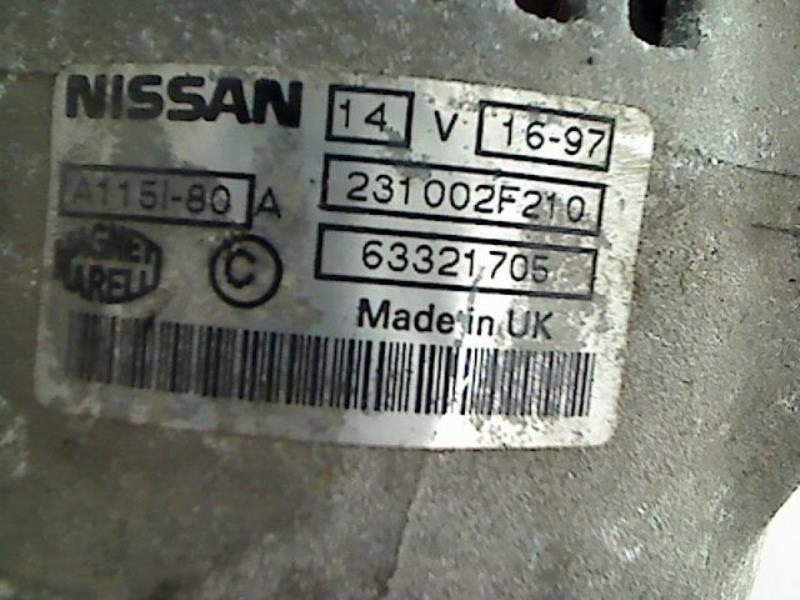 NISSAN 14 V 16-97
A115I-80 A 231002F210
MAGNETI MARELLI C 63321705
Made in UK